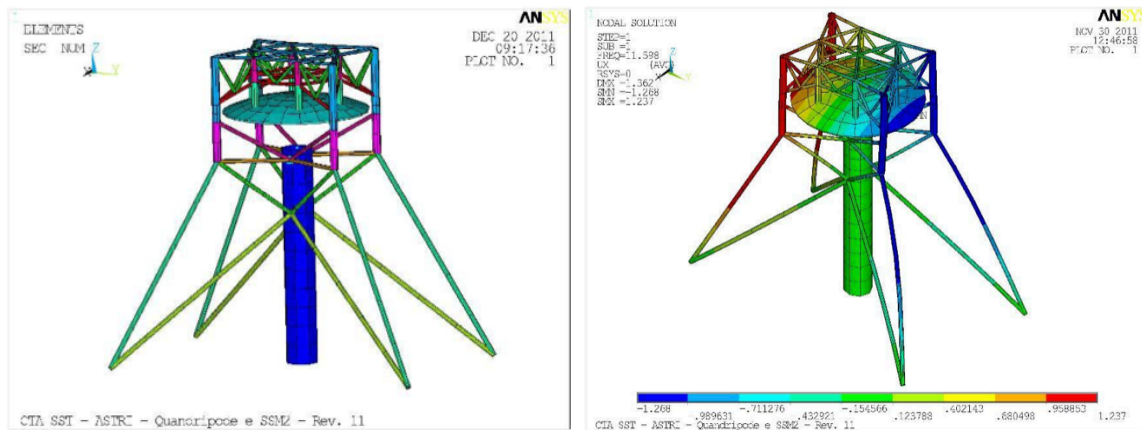 ANSYS
ELEMENTS
SEC NUM
DEC 20 2011
09:17:36
PLOT NO. 1
Z
X
Y
CTA SST - ASTRI - Quandripode e SSM2 - Rev. 11
ANSYS
NODAL SOLUTION
NOV 30 2011
12:46:58
PLOT NO. 1
STEP=1
SUB =1
FREQ=11.598
UX (AVG)
RSYS=0
DMX =1.362
SMN =-1.268
SMX =1.237
Z
X
Y
MN
-1.268
-.989631
-.711276
-.432921
-.154566
.123788
.402143
.680498
.958853
1.237
CTA SST - ASTRI - Quandripode e SSM2 - Rev. 11